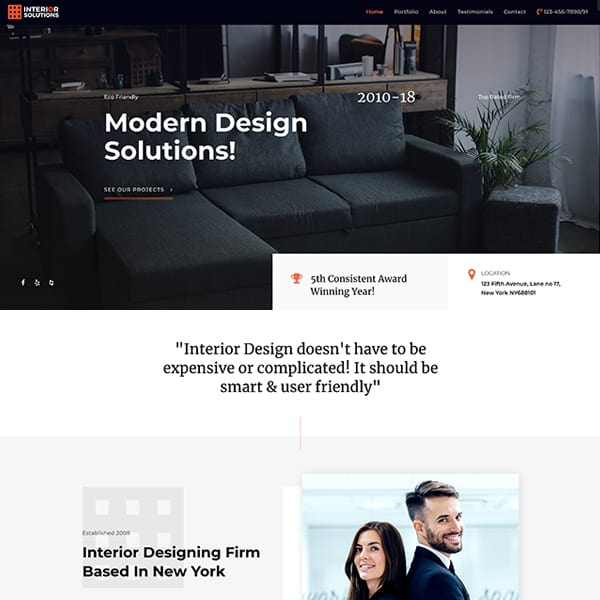 INTERIOR
SOLUTIONS
Home Portfolio About Testimonials Contact 123-456-7890/91
Eco Friendly
2010-18
Top Rated Firm
Modern Design
Solutions!
SEE OUR PROJECTS >
5th Consistent Award
Winning Year!
LOCATION
123 Fifth Avenue, Lane no 17,
New York NY688101
"Interior Design doesn't have to be
expensive or complicated! It should be
smart & user friendly"
Established 2008
Interior Designing Firm
Based In New York